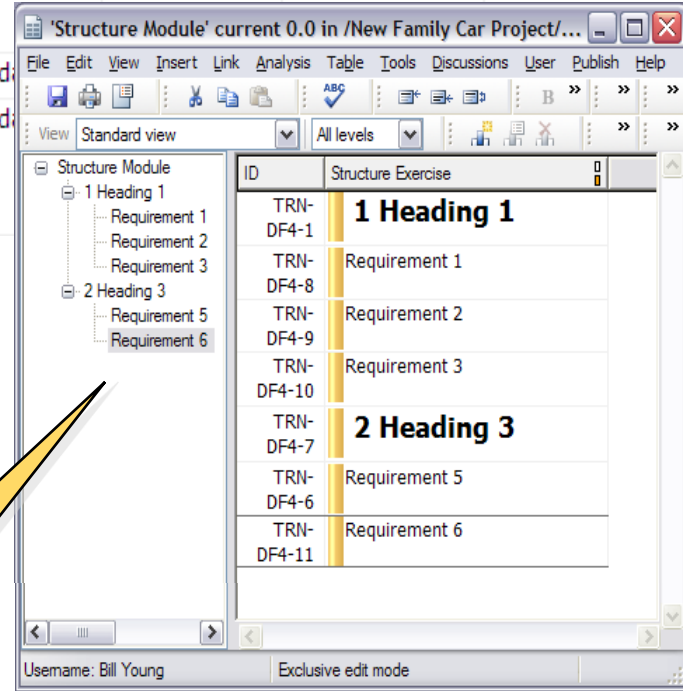 'Structure Module' current 0.0 in /New Family Car Project/...
File Edit View Insert Link Analysis Table Tools Discussions User Publish Help
ABC B » » »
View Standard view All levels » »
Structure Module
1 Heading 1
Requirement 1
Requirement 2
Requirement 3
2 Heading 3
Requirement 5
Requirement 6
ID Structure Exercise
TRN-
DF4-1
1 Heading 1
TRN-
DF4-8
Requirement 1
TRN-
DF4-9
Requirement 2
TRN-
DF4-10
Requirement 3
TRN-
DF4-7
2 Heading 3
TRN-
DF4-6
Requirement 5
TRN-
DF4-11
Requirement 6
Username: Bill Young Exclusive edit mode